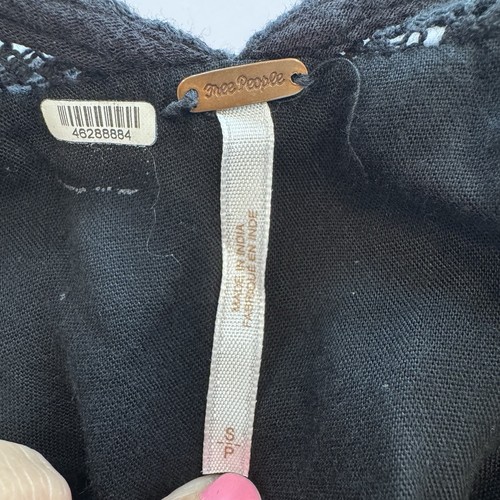 Free People
46288884
MADE IN INDIA
FABRIQUÉ EN INDE
S
P